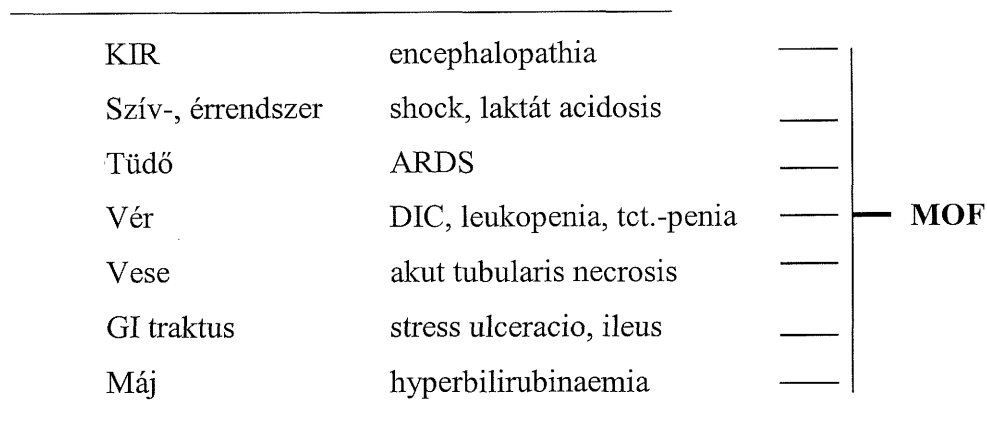 KIR encephalopathia
Szív-, érrendszer shock, laktát acidosis
Tüdő ARDS
Vér DIC, leukopenia, tct.-penia MOF
Vese akut tubularis necrosis
GI traktus stress ulceracio, ileus
Máj hyperbilirubinaemia